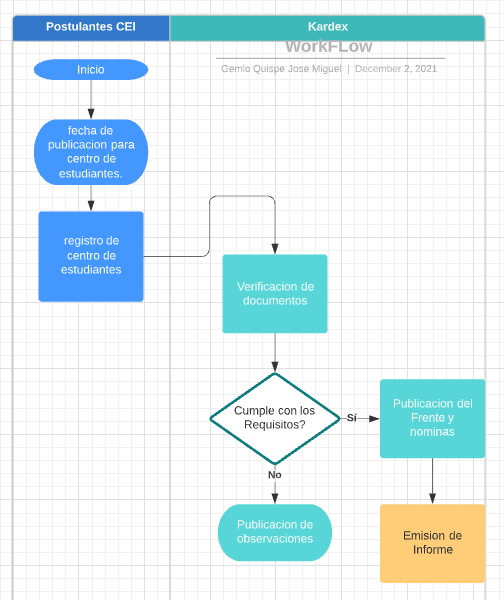 Postulantes CEI
Kardex
WorkFLow
Gemio Quispe Jose Miguel | December 2, 2021
Inicio
fecha de
publicacion para
centro de
estudiantes.
registro de
centro de
estudiantes
Verificacion de
documentos
Cumple con los
Requisitos?
Sí
Publicacion del
Frente y
nominas
No
Publicacion de
observaciones
Emision de
Informe